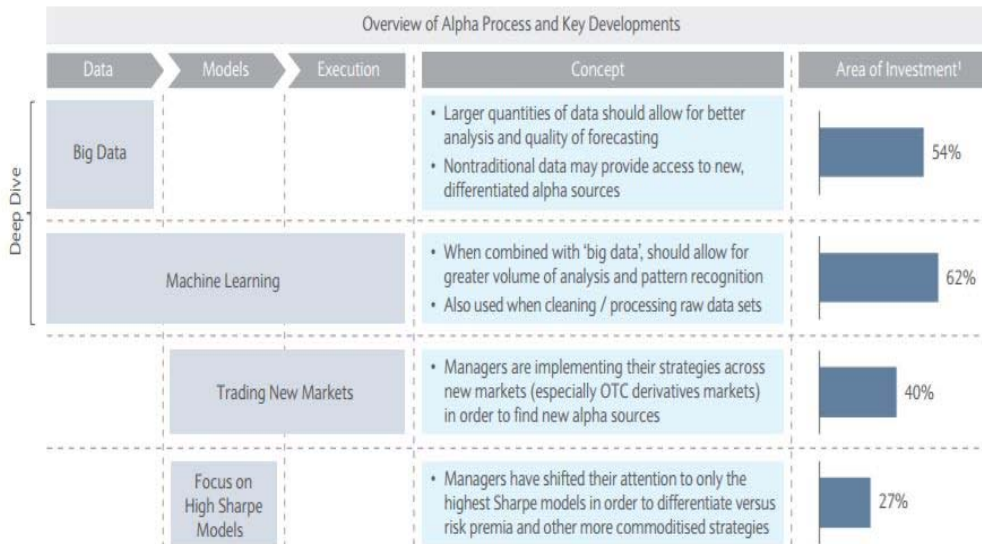 Overview of Alpha Process and Key Developments
Data
Models
Execution
Concept
Area of Investment¹
Deep Dive
Big Data
• Larger quantities of data should allow for better
analysis and quality of forecasting
• Nontraditional data may provide access to new,
differentiated alpha sources
54%
Machine Learning
• When combined with ‘big data’, should allow for
greater volume of analysis and pattern recognition
• Also used when cleaning / processing raw data sets
62%
Trading New Markets
• Managers are implementing their strategies across
new markets (especially OTC derivatives markets)
in order to find new alpha sources
40%
Focus on
High Sharpe
Models
• Managers have shifted their attention to only the
highest Sharpe models in order to differentiate versus
risk premia and other more commoditised strategies
27%